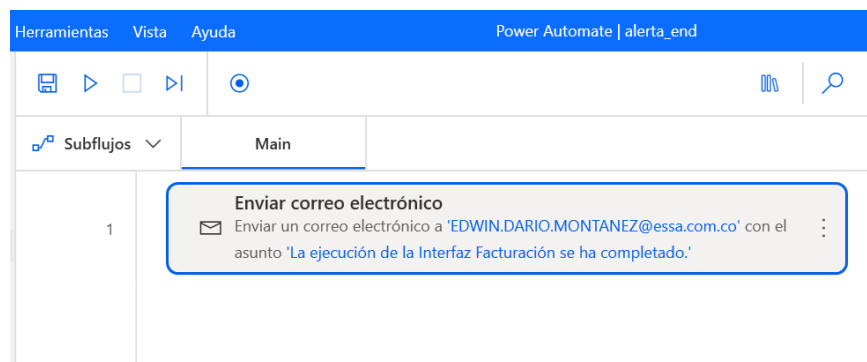 Herramientas Vista Ayuda Power Automate | alerta_end
Subflujos Main
Enviar correo electrónico
1 Enviar un correo electrónico a 'EDWIN.DARIO.MONTANEZ@essa.com.co' con el
asunto 'La ejecución de la Interfaz Facturación se ha completado.'